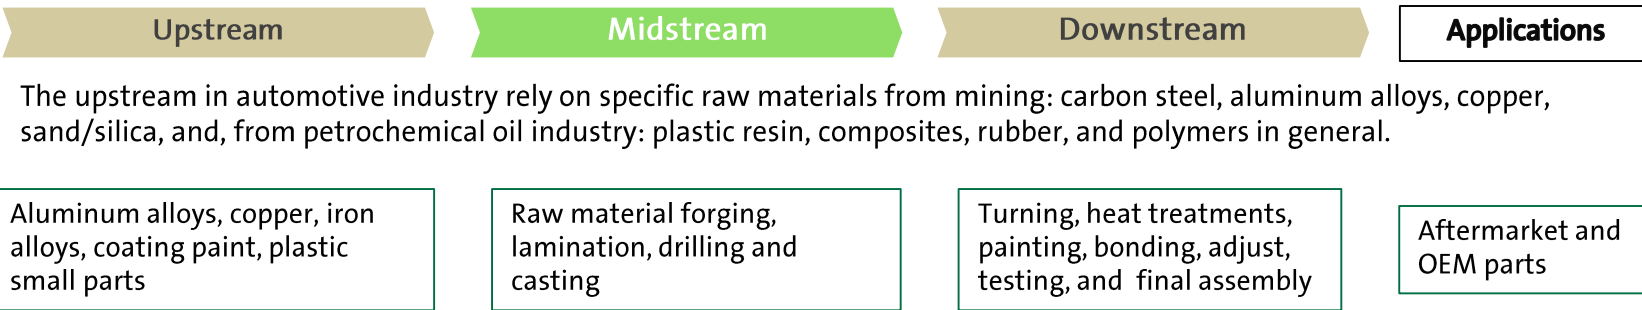 Upstream
Midstream
Downstream
Applications
The upstream in automotive industry rely on specific raw materials from mining: carbon steel, aluminum alloys, copper,
sand/silica, and, from petrochemical oil industry: plastic resin, composites, rubber, and polymers in general.
Aluminum alloys, copper, iron
alloys, coating paint, plastic
small parts
Raw material forging,
lamination, drilling and
casting
Turning, heat treatments,
painting, bonding, adjust,
testing, and final assembly
Aftermarket and
OEM parts